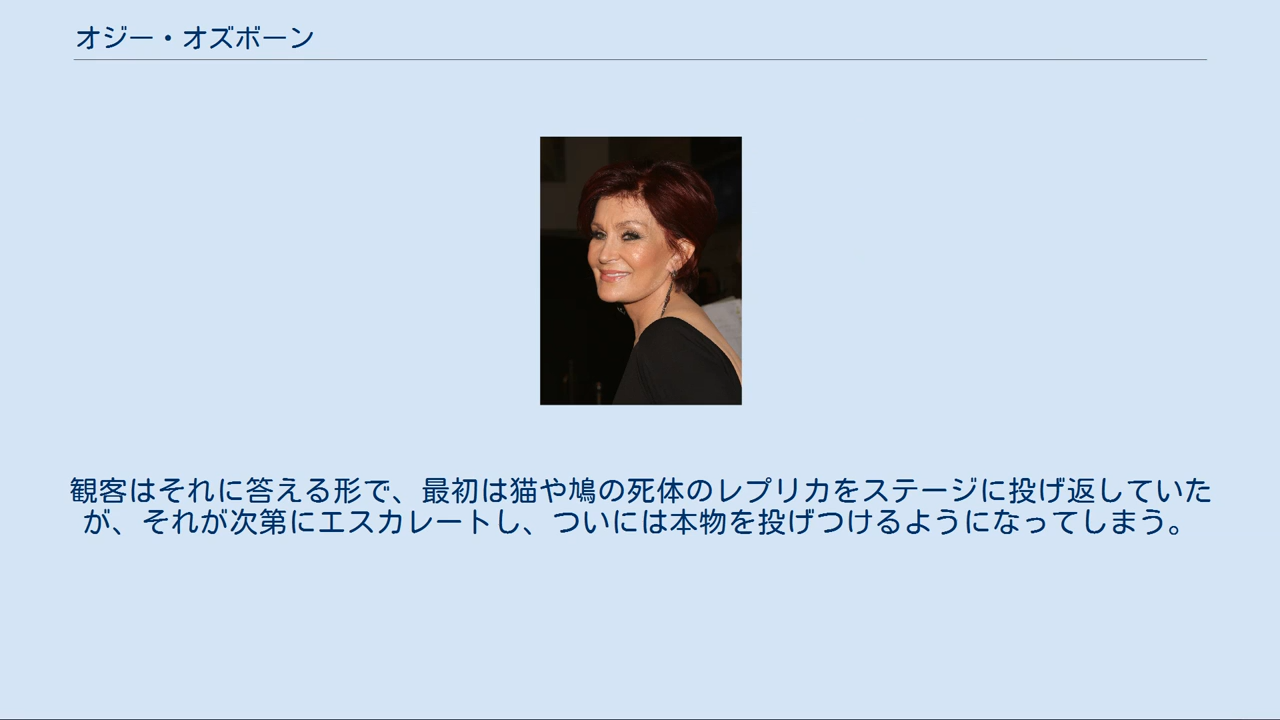 オジー・オズボーン
観客はそれに答える形で、最初は猫や鳩の死体のレプリカをステージに投げ返していた
が、それが次第にエスカレートし、ついには本物を投げつけるようになってしまう。